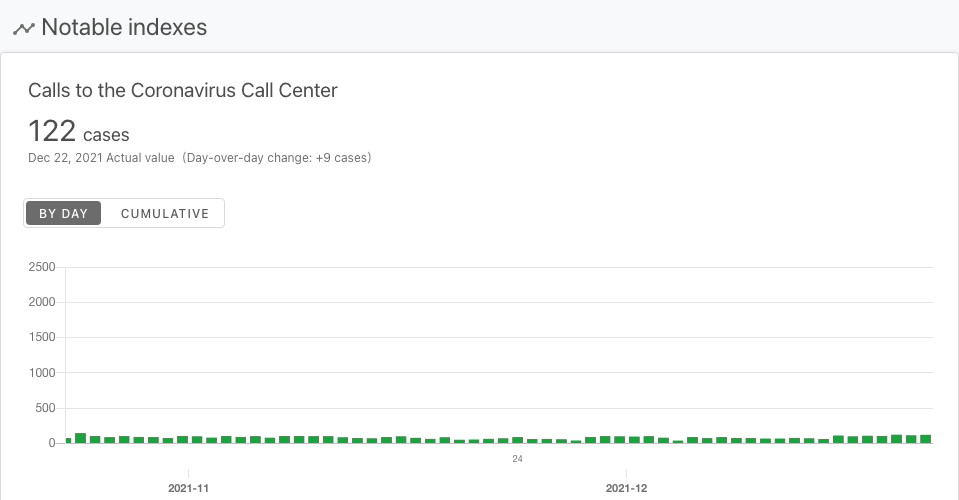 Notable indexes
Calls to the Coronavirus Call Center
122 cases
Dec 22, 2021 Actual value (Day-over-day change: +9 cases)
BY DAY CUMULATIVE
2500
2000
1500
1000
500
0
24
2021-11 2021-12